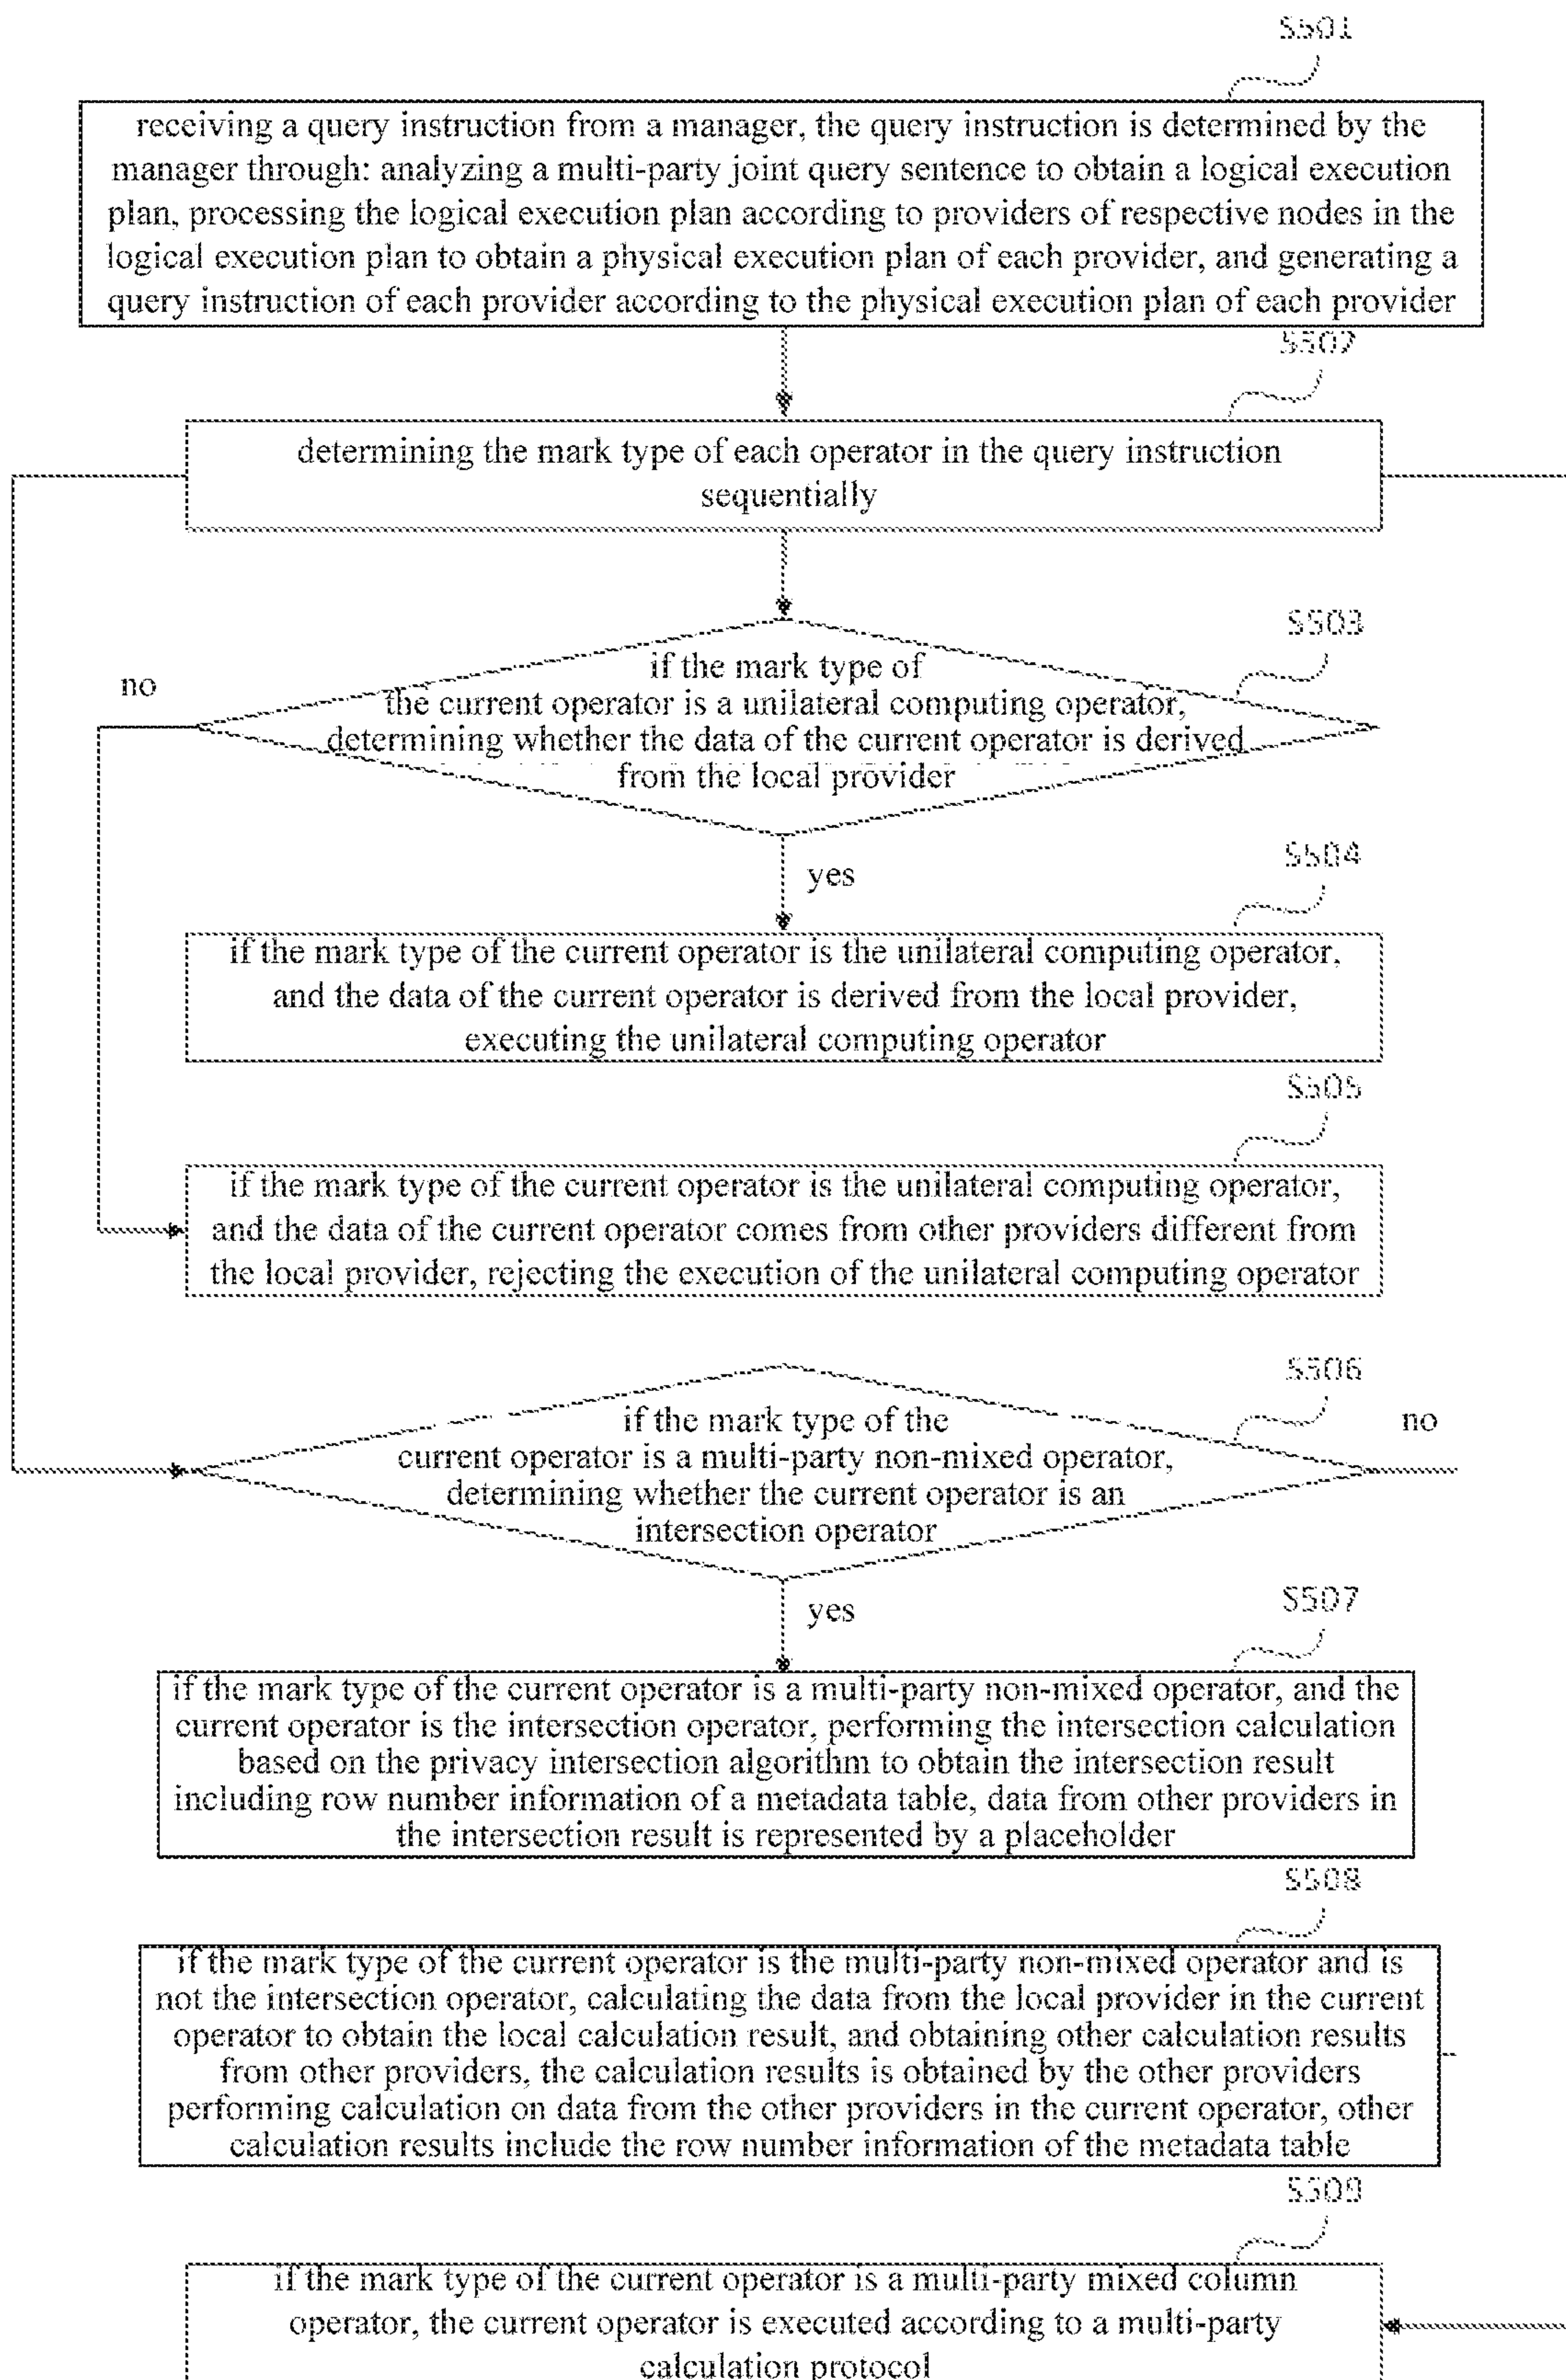 S501
receiving a query instruction from a manager, the query instruction is determined by the
manager through: analyzing a multi-party joint query sentence to obtain a logical execution
plan, processing the logical execution plan according to providers of respective nodes in the
logical execution plan to obtain a physical execution plan of each provider, and generating a
query instruction of each provider according to the physical execution plan of each provider
S502
determining the mark type of each operator in the query instruction
sequentially
S503
no
if the mark type of
the current operator is a unilateral computing operator,
determining whether the data of the current operator is derived
from the local provider
yes
S504
if the mark type of the current operator is the unilateral computing operator,
and the data of the current operator is derived from the local provider,
executing the unilateral computing operator
S505
if the mark type of the current operator is the unilateral computing operator,
and the data of the current operator comes from other providers different from
the local provider, rejecting the execution of the unilateral computing operator
S506
no
if the mark type of the
current operator is a multi-party non-mixed operator,
determining whether the current operator is an
intersection operator
yes
S507
if the mark type of the current operator is a multi-party non-mixed operator, and the
current operator is the intersection operator, performing the intersection calculation
based on the privacy intersection algorithm to obtain the intersection result
including row number information of a metadata table, data from other providers in
the intersection result is represented by a placeholder
S508
if the mark type of the current operator is the multi-party non-mixed operator and is
not the intersection operator, calculating the data from the local provider in the current
operator to obtain the local calculation result, and obtaining other calculation results
from other providers, the calculation results is obtained by the other providers
performing calculation on data from the other providers in the current operator, other
calculation results include the row number information of the metadata table
S509
if the mark type of the current operator is a multi-party mixed column
operator, the current operator is executed according to a multi-party
calculation protocol